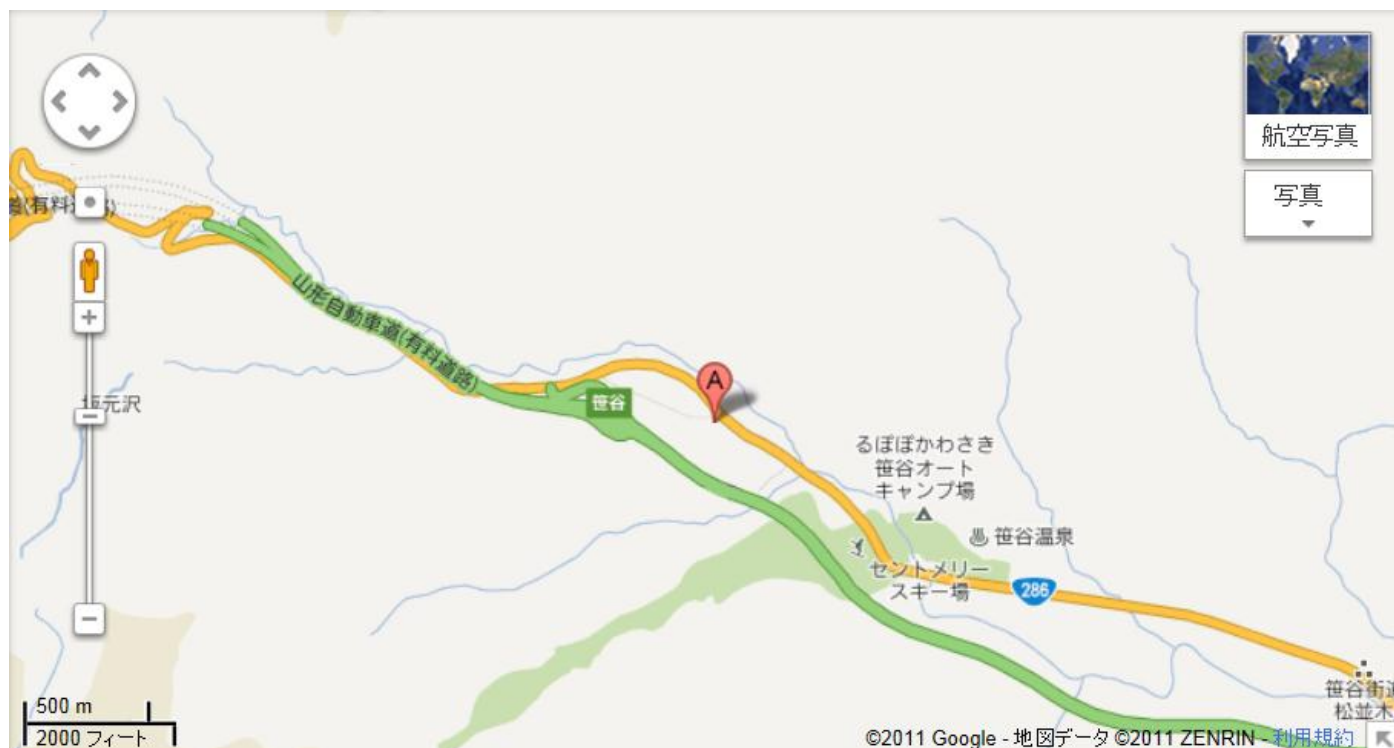 航空写真
写真
(有料
山形自動車道(有料道路)
A
笹谷
元沢
るぽぽかわさき
笹谷オート
キャンプ場
笹谷温泉
セントメリー
スキー場
286
笹谷街道
松並木
500 m
2000 フィート
©2011 Google - 地図データ ©2011 ZENRIN - 利用規約